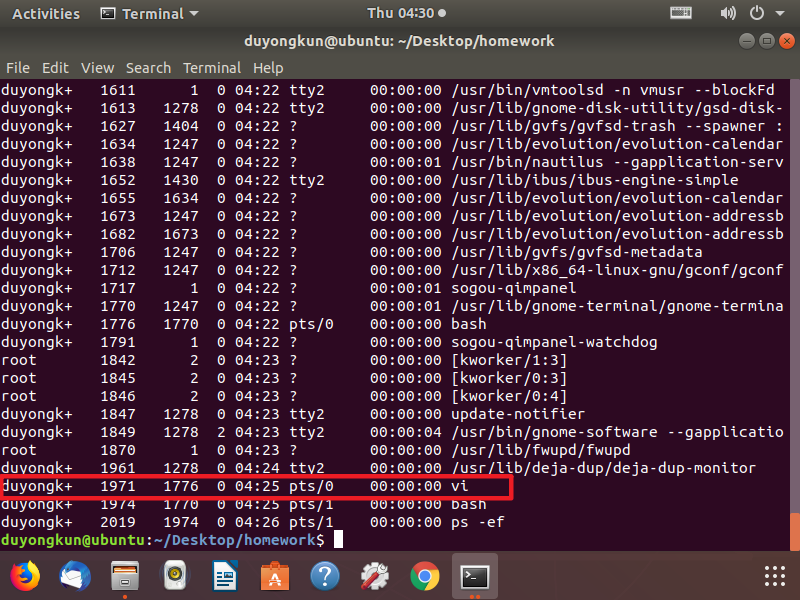 Activities Terminal Thu 04:30
duyongkun@ubuntu: ~/Desktop/homework
File Edit View Search Terminal Help
duyongk+ 1611 1 0 04:22 tty2 00:00:00 /usr/bin/vmtoolsd -n vmusr --blockFd
duyongk+ 1613 1278 0 04:22 tty2 00:00:00 /usr/lib/gnome-disk-utility/gsd-disk-
duyongk+ 1627 1404 0 04:22 ? 00:00:00 /usr/lib/gvfs/gvfsd-trash --spawner :
duyongk+ 1634 1247 0 04:22 ? 00:00:00 /usr/lib/evolution/evolution-calendar
duyongk+ 1638 1247 0 04:22 ? 00:00:01 /usr/bin/nautilus --gapplication-serv
duyongk+ 1652 1430 0 04:22 tty2 00:00:00 /usr/lib/ibus/ibus-engine-simple
duyongk+ 1655 1634 0 04:22 ? 00:00:00 /usr/lib/evolution/evolution-calendar
duyongk+ 1673 1247 0 04:22 ? 00:00:00 /usr/lib/evolution/evolution-addressb
duyongk+ 1682 1673 0 04:22 ? 00:00:00 /usr/lib/evolution/evolution-addressb
duyongk+ 1706 1247 0 04:22 ? 00:00:00 /usr/lib/gvfs/gvfsd-metadata
duyongk+ 1712 1247 0 04:22 ? 00:00:00 /usr/lib/x86_64-linux-gnu/gconf/gconf
duyongk+ 1717 1 0 04:22 ? 00:00:01 sogou-qimpanel
duyongk+ 1770 1247 0 04:22 ? 00:00:01 /usr/lib/gnome-terminal/gnome-termina
duyongk+ 1776 1770 0 04:22 pts/0 00:00:00 bash
duyongk+ 1791 1 0 04:22 ? 00:00:00 sogou-qimpanel-watchdog
root 1842 2 0 04:23 ? 00:00:00 [kworker/1:3]
root 1845 2 0 04:23 ? 00:00:00 [kworker/0:3]
root 1846 2 0 04:23 ? 00:00:00 [kworker/0:4]
duyongk+ 1847 1278 0 04:23 tty2 00:00:00 update-notifier
duyongk+ 1849 1278 2 04:23 tty2 00:00:04 /usr/bin/gnome-software --gapplicatio
root 1870 1 0 04:23 ? 00:00:00 /usr/lib/fwupd/fwupd
duyongk+ 1961 1278 0 04:24 tty2 00:00:00 /usr/lib/deja-dup/deja-dup-monitor
duyongk+ 1971 1776 0 04:25 pts/0 00:00:00 vi
duyongk+ 1974 1770 0 04:25 pts/1 00:00:00 bash
duyongk+ 2019 1974 0 04:26 pts/1 00:00:00 ps -ef
duyongkun@ubuntu:~/Desktop/homework$